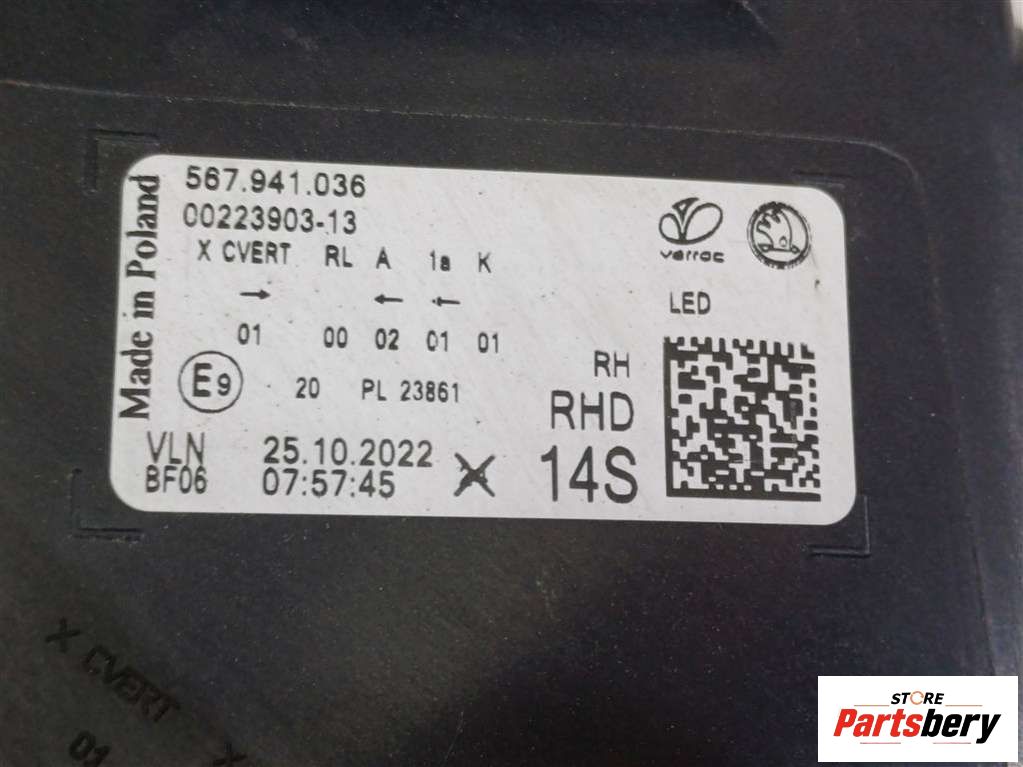 Made in Poland
567.941.036
00223903-13
X CVERT RL A 1a K
01 00 02 01 01
E9 20 PL 23861
VLN 25.10.2022
BF06 07:57:45
varroc
LED
RH
RHD
14S
X CVERT
X
01
STORE
Partsbery